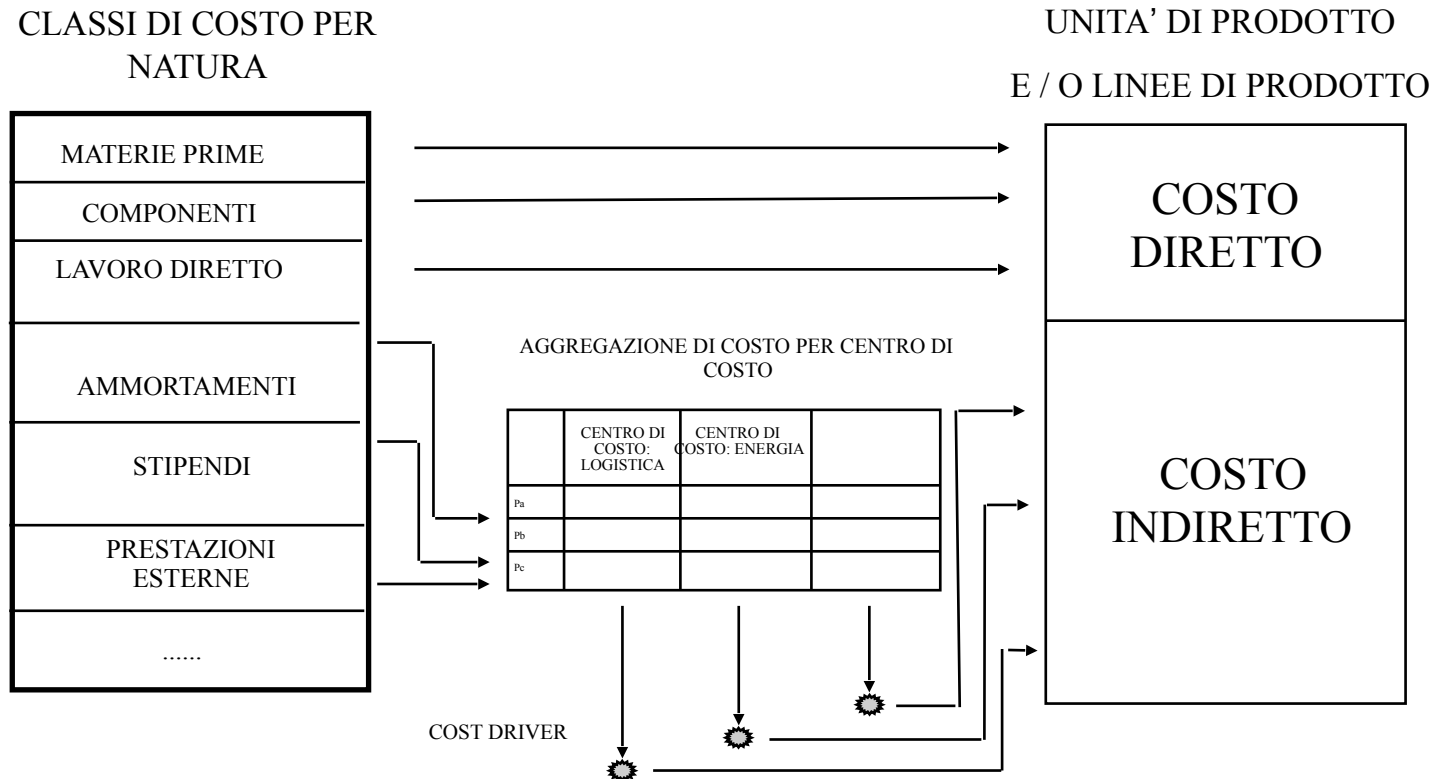 CLASSI DI COSTO PER
NATURA
UNITA’ DI PRODOTTO
E / O LINEE DI PRODOTTO
MATERIE PRIME
COMPONENTI
LAVORO DIRETTO
AMMORTAMENTI
STIPENDI
PRESTAZIONI
ESTERNE
......
AGGREGAZIONE DI COSTO PER CENTRO DI
COSTO
CENTRO DI
COSTO:
LOGISTICA
CENTRO DI
COSTO: ENERGIA
Pa
Pb
Pc
COST DRIVER
COSTO
DIRETTO
COSTO
INDIRETTO